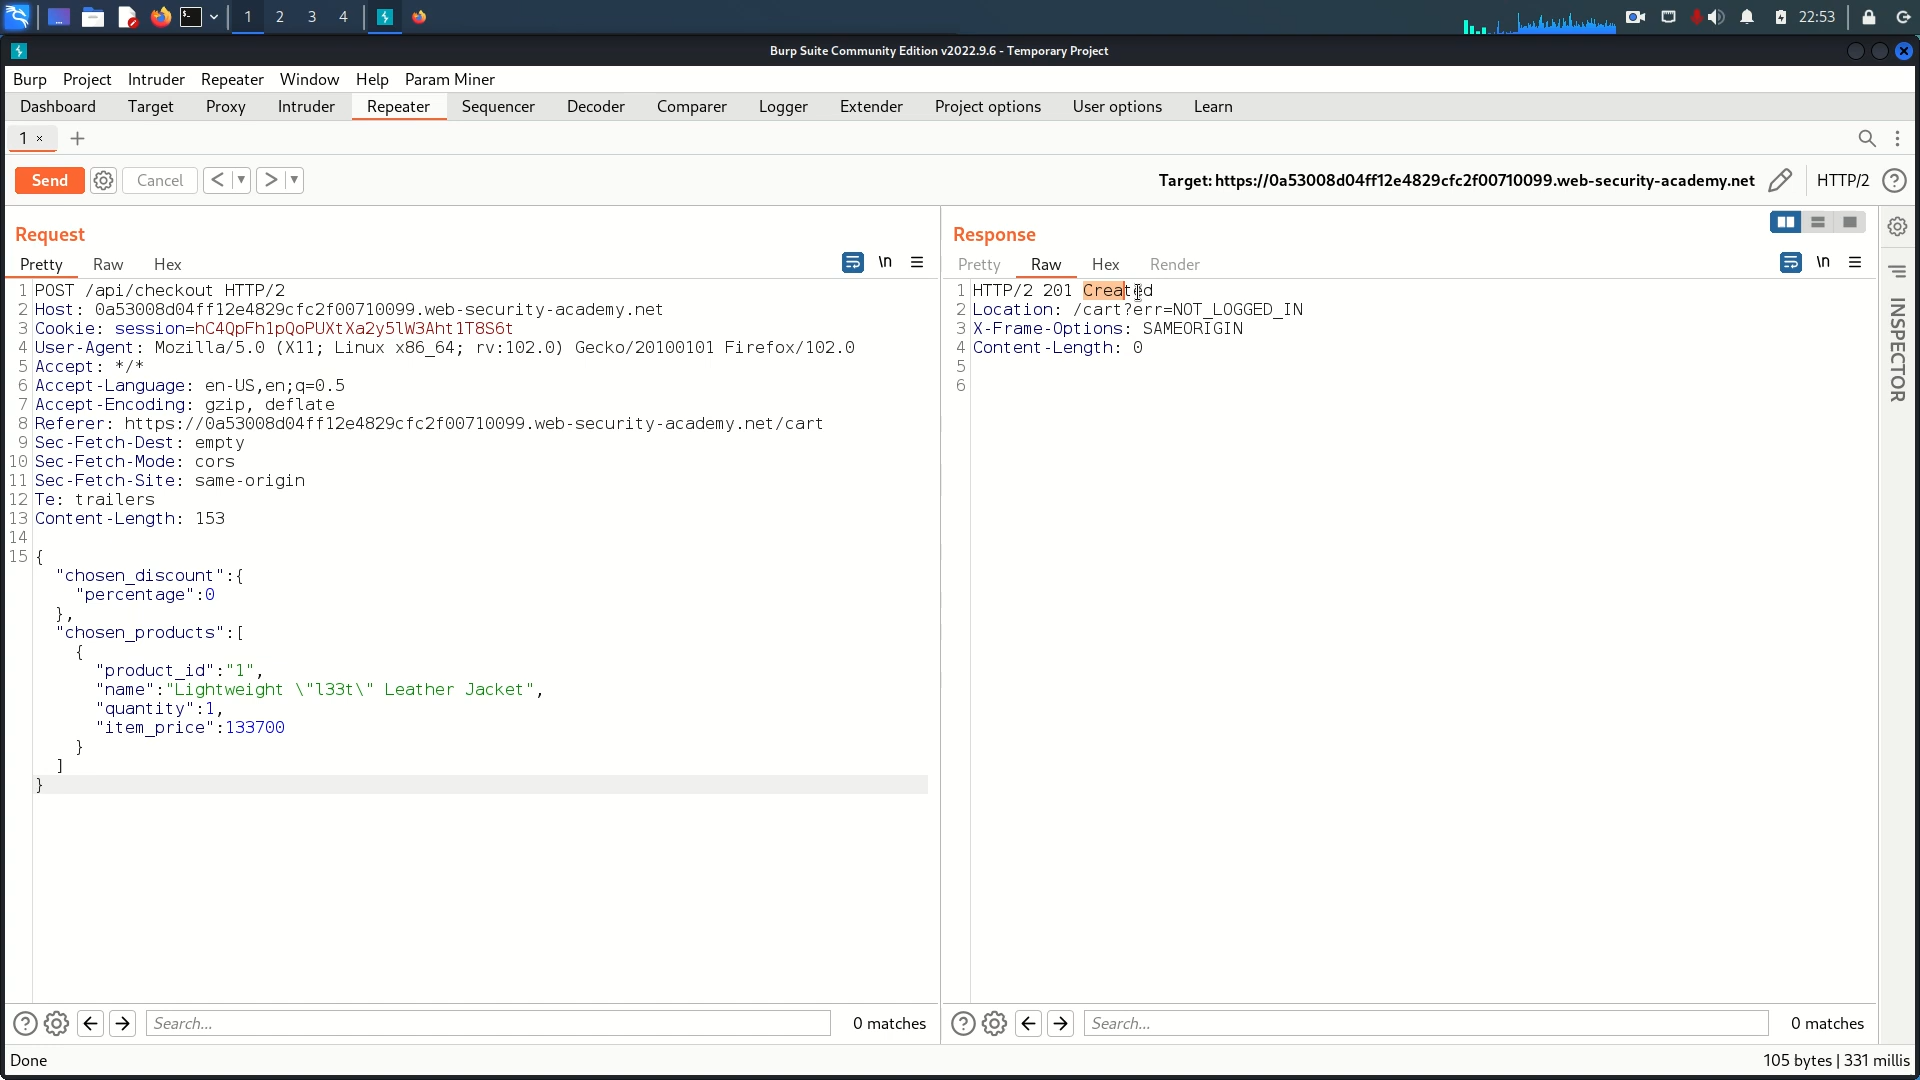 1 2 3 4
22:53
Burp Suite Community Edition v2022.9.6 - Temporary Project
Burp Project Intruder Repeater Window Help Param Miner
Dashboard Target Proxy Intruder Repeater Sequencer Decoder Comparer Logger Extender Project options User options Learn
1 × +
Send Cancel < > Target: https://0a53008d04ff12e4829cfc2f00710099.web-security-academy.net HTTP/2 ?
Request
Pretty Raw Hex \n
1 POST /api/checkout HTTP/2
2 Host: 0a53008d04ff12e4829cfc2f00710099.web-security-academy.net
3 Cookie: session=hC4QpFh1pQoPUXtXa2y5lW3Aht1T8S6t
4 User-Agent: Mozilla/5.0 (X11; Linux x86_64; rv:102.0) Gecko/20100101 Firefox/102.0
5 Accept: */*
6 Accept-Language: en-US,en;q=0.5
7 Accept-Encoding: gzip, deflate
8 Referer: https://0a53008d04ff12e4829cfc2f00710099.web-security-academy.net/cart
9 Sec-Fetch-Dest: empty
10 Sec-Fetch-Mode: cors
11 Sec-Fetch-Site: same-origin
12 Te: trailers
13 Content-Length: 153
14
15 {
"chosen_discount":{
"percentage":0
},
"chosen_products":[
{
"product_id":"1",
"name":"Lightweight \"l33t\" Leather Jacket",
"quantity":1,
"item_price":133700
}
]
}
? Search... 0 matches
Response
Pretty Raw Hex Render \n
1 HTTP/2 201 Created
2 Location: /cart?err=NOT_LOGGED_IN
3 X-Frame-Options: SAMEORIGIN
4 Content-Length: 0
5
6
? Search... 0 matches
INSPECTOR
Done
105 bytes | 331 millis